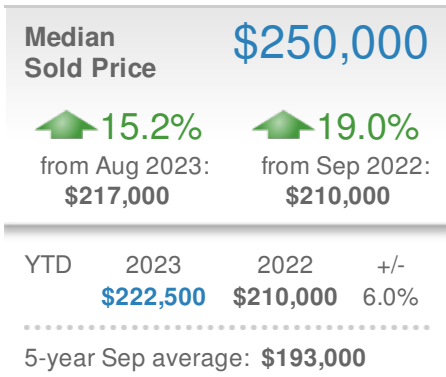 Median $250,000
Sold Price
15.2% 19.0%
from Aug 2023: from Sep 2022:
$217,000 $210,000
YTD 2023 2022 +/-
$222,500 $210,000 6.0%
5-year Sep average: $193,000